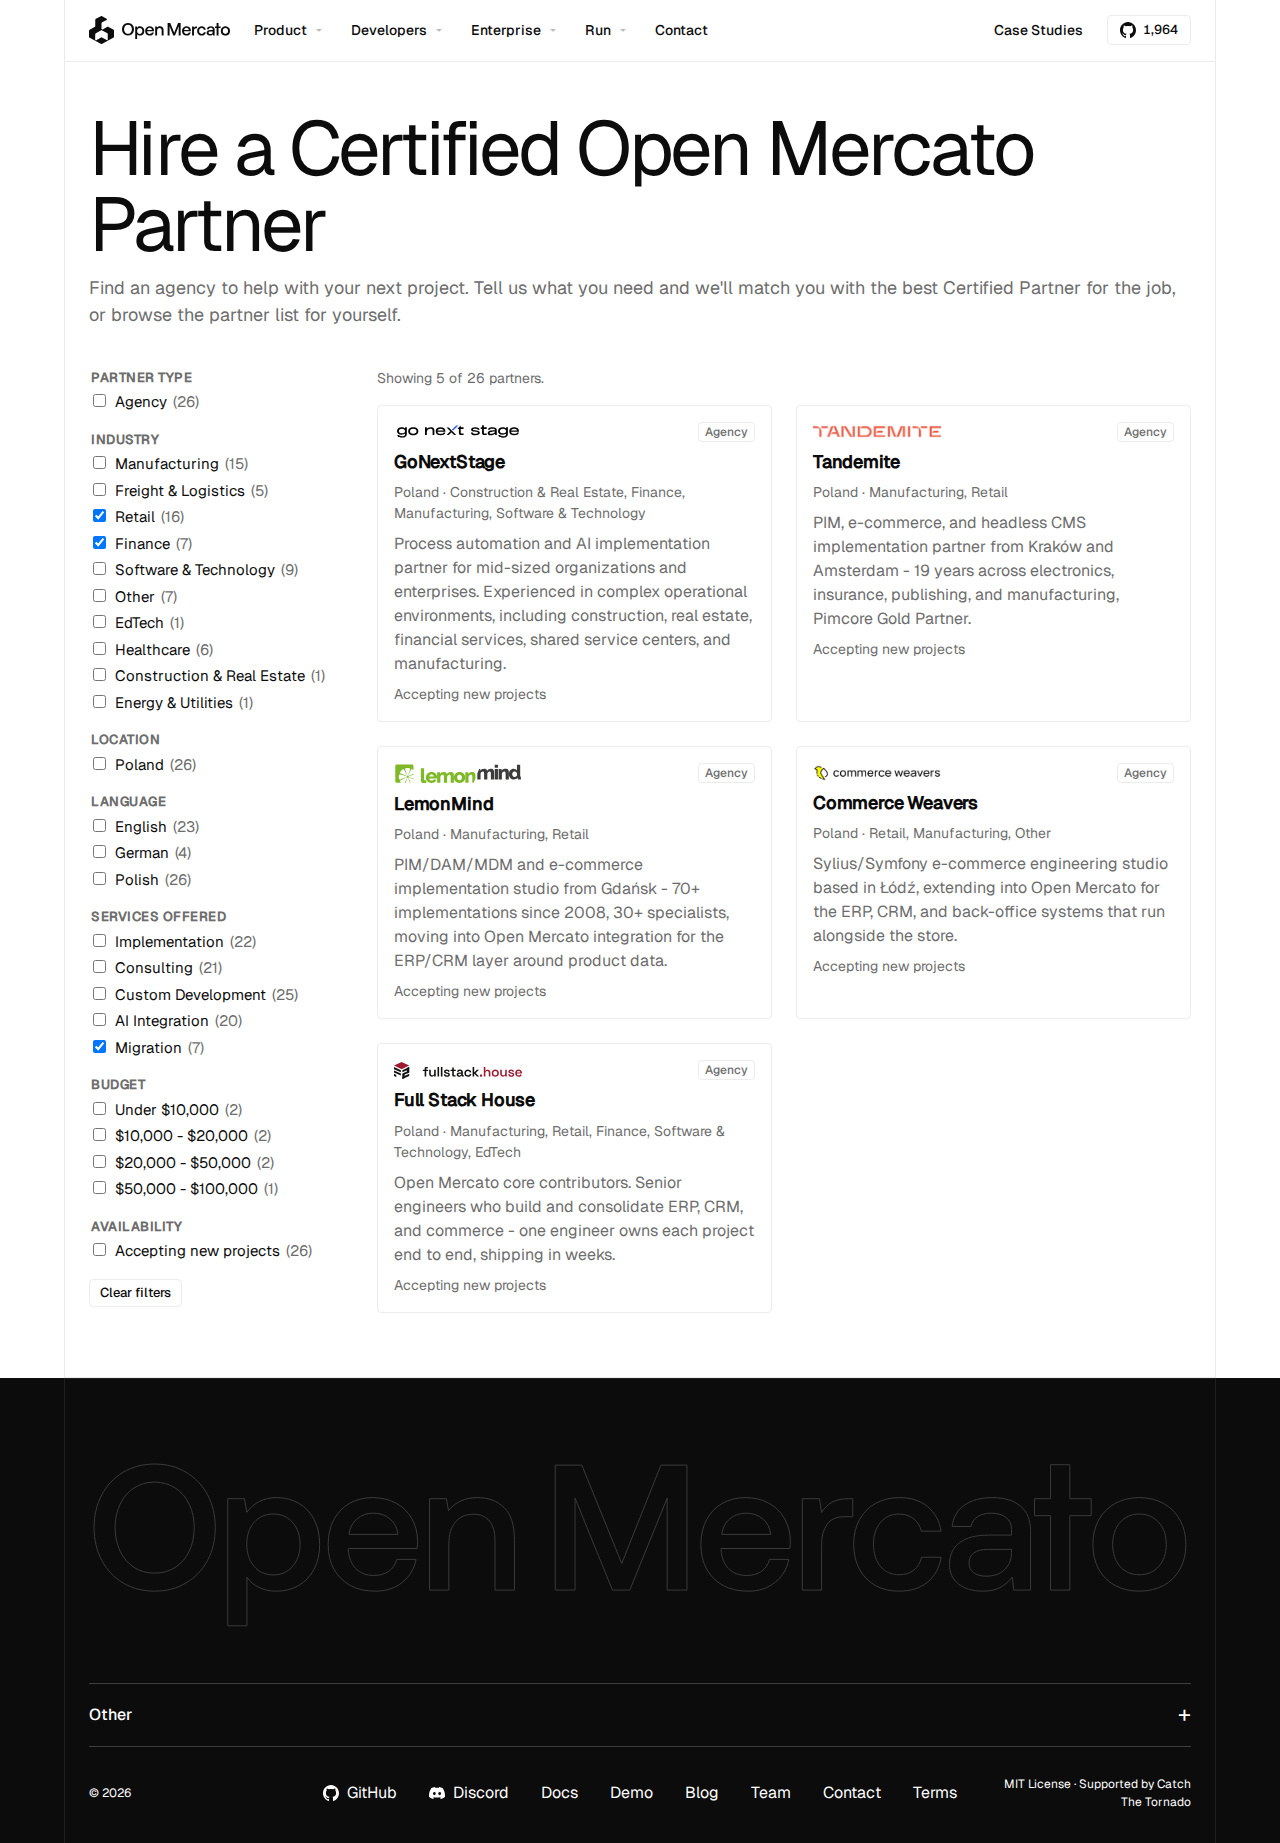 Open Mercato Product Developers Enterprise Run Contact Case Studies 1,964
Hire a Certified Open Mercato
Partner
Find an agency to help with your next project. Tell us what you need and we'll match you with the best Certified Partner for the job,
or browse the partner list for yourself.
PARTNER TYPE
Agency (26)
INDUSTRY
Manufacturing (15)
Freight & Logistics (5)
Retail (16)
Finance (7)
Software & Technology (9)
Other (7)
EdTech (1)
Healthcare (6)
Construction & Real Estate (1)
Energy & Utilities (1)
LOCATION
Poland (26)
LANGUAGE
English (23)
German (4)
Polish (26)
SERVICES OFFERED
Implementation (22)
Consulting (21)
Custom Development (25)
AI Integration (20)
Migration (7)
BUDGET
Under $10,000 (2)
$10,000 - $20,000 (2)
$20,000 - $50,000 (2)
$50,000 - $100,000 (1)
AVAILABILITY
Accepting new projects (26)
Clear filters
Showing 5 of 26 partners.
go next stage Agency
GoNextStage
Poland · Construction & Real Estate, Finance,
Manufacturing, Software & Technology
Process automation and AI implementation
partner for mid-sized organizations and
enterprises. Experienced in complex operational
environments, including construction, real estate,
financial services, shared service centers, and
manufacturing.
Accepting new projects
TANDEMITE Agency
Tandemite
Poland · Manufacturing, Retail
PIM, e-commerce, and headless CMS
implementation partner from Kraków and
Amsterdam - 19 years across electronics,
insurance, publishing, and manufacturing,
Pimcore Gold Partner.
Accepting new projects
lemonmind Agency
LemonMind
Poland · Manufacturing, Retail
PIM/DAM/MDM and e-commerce
implementation studio from Gdańsk - 70+
implementations since 2008, 30+ specialists,
moving into Open Mercato integration for the
ERP/CRM layer around product data.
Accepting new projects
commerce weavers Agency
Commerce Weavers
Poland · Retail, Manufacturing, Other
Sylius/Symfony e-commerce engineering studio
based in Łódź, extending into Open Mercato for
the ERP, CRM, and back-office systems that run
alongside the store.
Accepting new projects
fullstack.house Agency
Full Stack House
Poland · Manufacturing, Retail, Finance, Software &
Technology, EdTech
Open Mercato core contributors. Senior
engineers who build and consolidate ERP, CRM,
and commerce - one engineer owns each project
end to end, shipping in weeks.
Accepting new projects
Open Mercato
Other +
© 2026 GitHub Discord Docs Demo Blog Team Contact Terms
MIT License · Supported by Catch
The Tornado